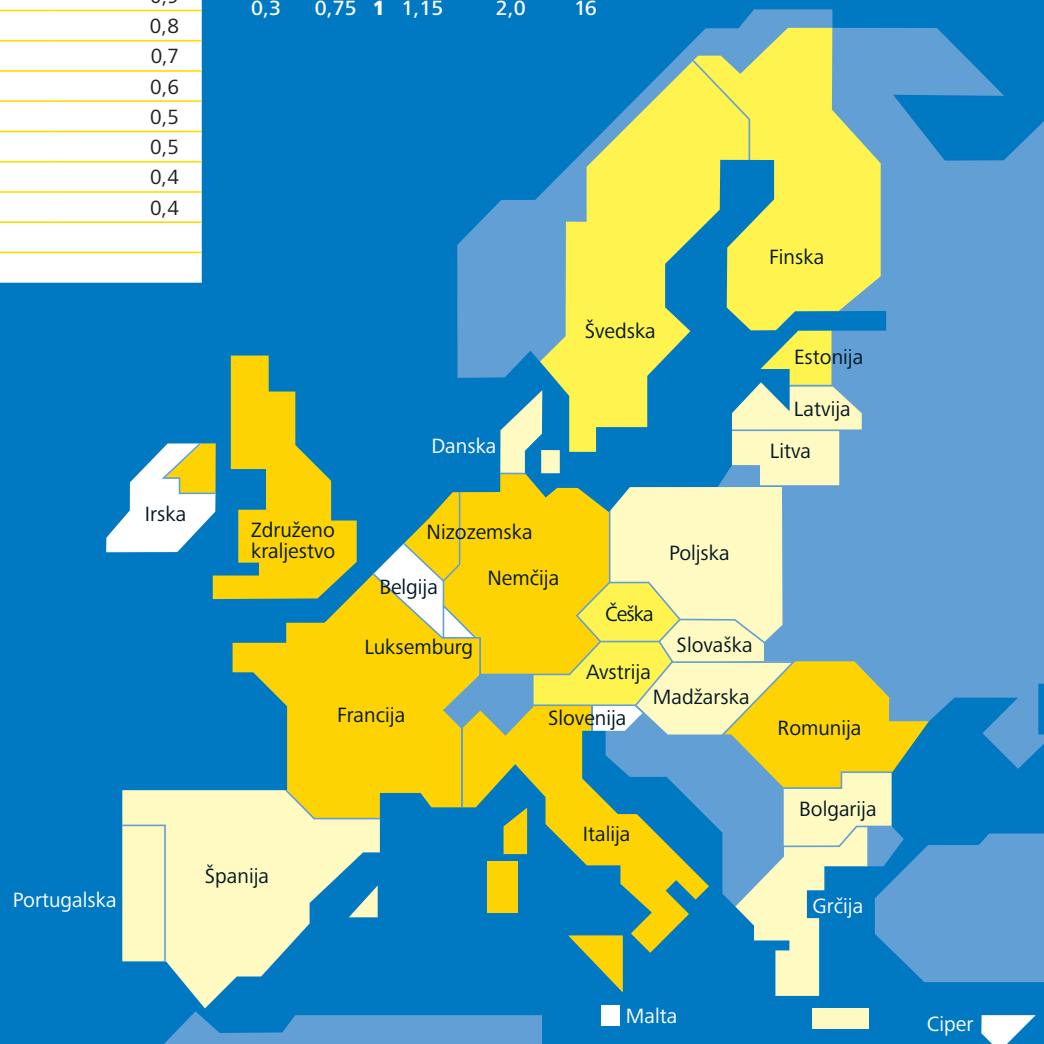 0,8
0,7
0,6
0,5
0,5
0,4
0,4
0,3 0,75 1 1,15 2,0 16
Finska
Švedska
Estonija
Latvija
Danska
Litva
Irska
Združeno
kraljestvo
Nizozemska
Poljska
Nemčija
Belgija
Češka
Luksemburg
Slovaška
Avstrija
Madžarska
Francija
Slovenija
Romunija
Bolgarija
Italija
Španija
Portugalska
Grčija
Malta
Ciper